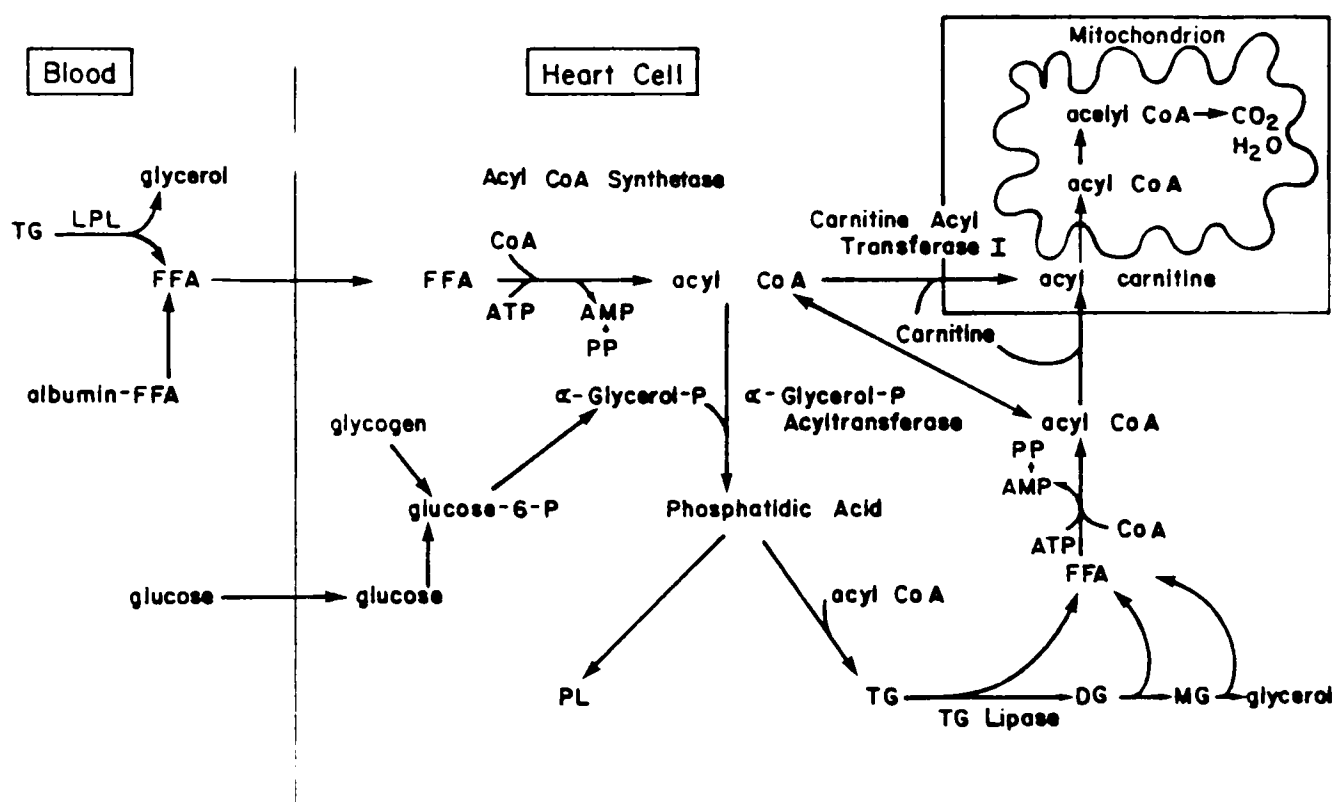 Mitochondrion
Blood
Heart Cell
acelyl CoA
CO2
H2O
glycerol
Acyl CoA Synthetase
acyl CoA
TG
LPL
Carnitine Acyl
Transferase I
CoA
FFA
FFA
acyl CoA
acyl carnitine
ATP
AMP
PP
Carnitine
albumin-FFA
α-Glycerol-P
α-Glycerol-P
Acyltransferase
glycogen
acyl CoA
PP
AMP
glucose-6-P
Phosphatidic Acid
ATP
CoA
FFA
glucose
glucose
acyl CoA
PL
TG
TG Lipase
DG
MG
glycerol